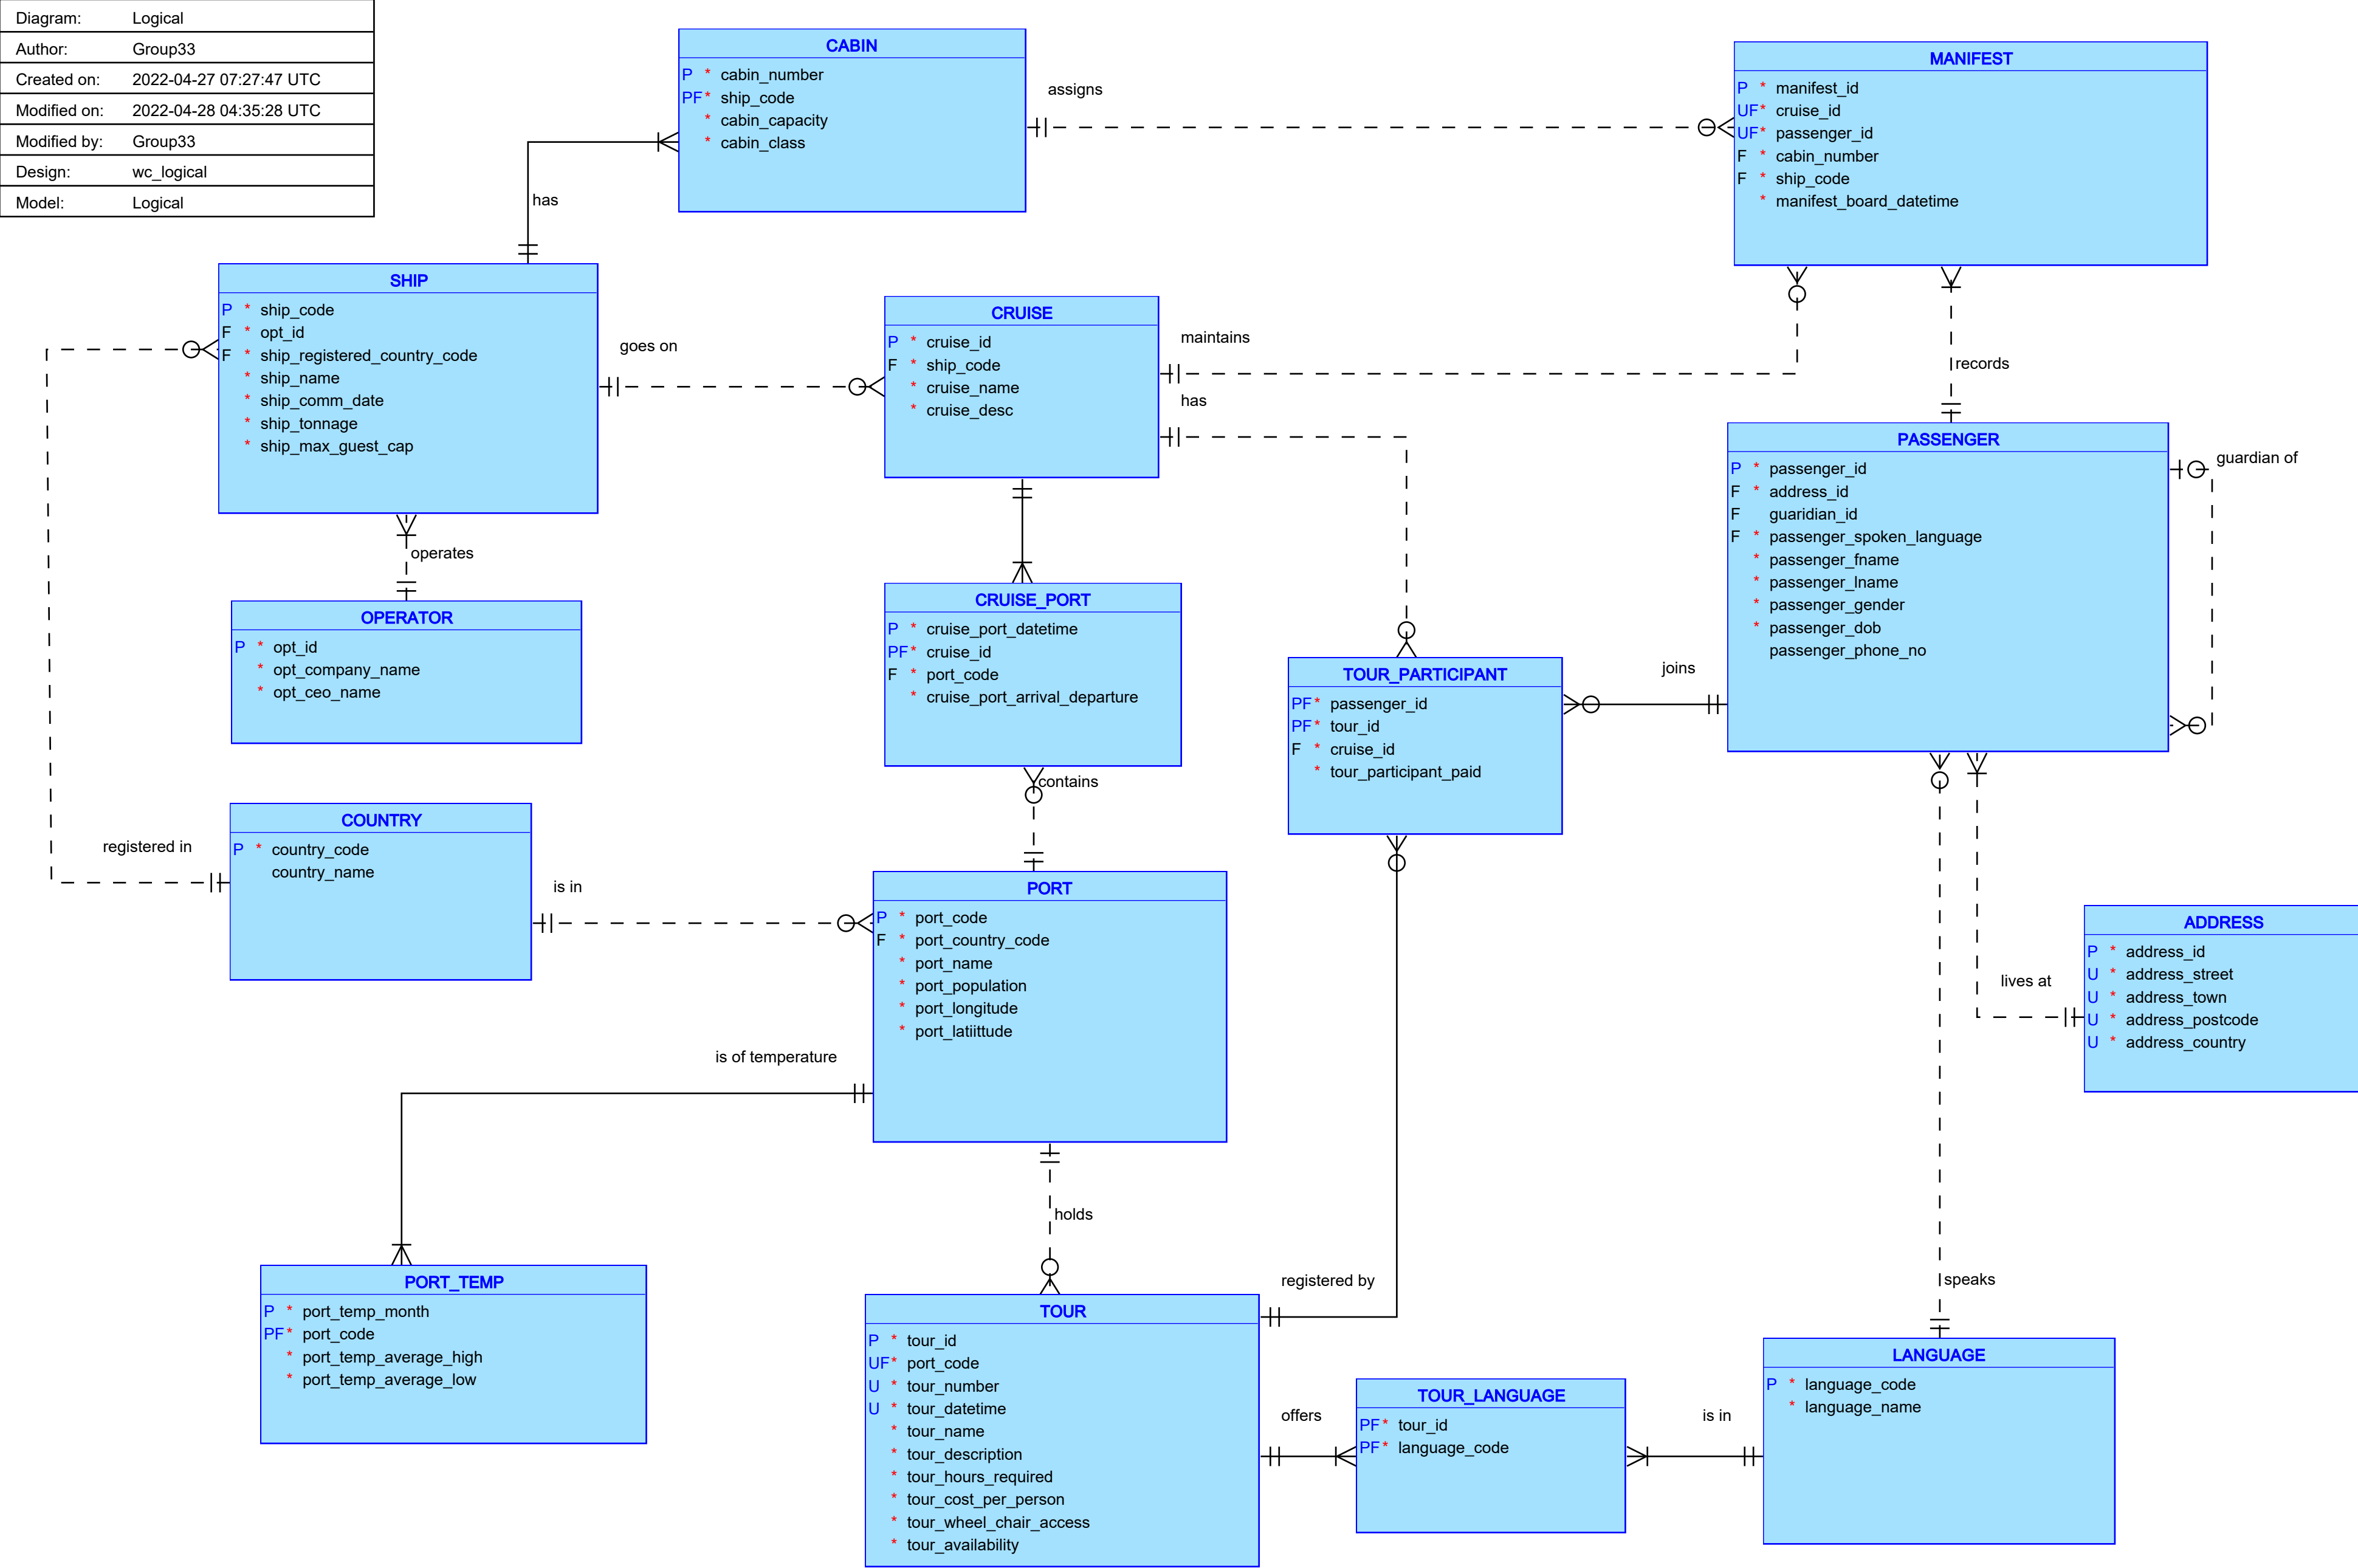 Diagram: Logical
Author: Group33
Created on: 2022-04-27 07:27:47 UTC
Modified on: 2022-04-28 04:35:28 UTC
Modified by: Group33
Design: wc_logical
Model: Logical
CABIN
P * cabin_number
PF* ship_code
* cabin_capacity
* cabin_class
assigns
MANIFEST
P * manifest_id
UF* cruise_id
UF* passenger_id
F * cabin_number
F * ship_code
* manifest_board_datetime
has
SHIP
P * ship_code
F * opt_id
F * ship_registered_country_code
* ship_name
* ship_comm_date
* ship_tonnage
* ship_max_guest_cap
goes on
CRUISE
P * cruise_id
F * ship_code
* cruise_name
* cruise_desc
maintains
has
records
PASSENGER
P * passenger_id
F * address_id
F guaridian_id
F * passenger_spoken_language
* passenger_fname
* passenger_lname
* passenger_gender
* passenger_dob
passenger_phone_no
guardian of
operates
OPERATOR
P * opt_id
* opt_company_name
* opt_ceo_name
CRUISE_PORT
P * cruise_port_datetime
PF* cruise_id
F * port_code
* cruise_port_arrival_departure
contains
TOUR_PARTICIPANT
PF* passenger_id
PF* tour_id
F * cruise_id
* tour_participant_paid
joins
registered in
COUNTRY
P * country_code
country_name
is in
PORT
P * port_code
F * port_country_code
* port_name
* port_population
* port_longitude
* port_latiittude
is of temperature
lives at
ADDRESS
P * address_id
U * address_street
U * address_town
U * address_postcode
U * address_country
holds
PORT_TEMP
P * port_temp_month
PF* port_code
* port_temp_average_high
* port_temp_average_low
registered by
TOUR
P * tour_id
UF* port_code
U * tour_number
U * tour_datetime
* tour_name
* tour_description
* tour_hours_required
* tour_cost_per_person
* tour_wheel_chair_access
* tour_availability
offers
TOUR_LANGUAGE
PF* tour_id
PF* language_code
is in
speaks
LANGUAGE
P * language_code
* language_name